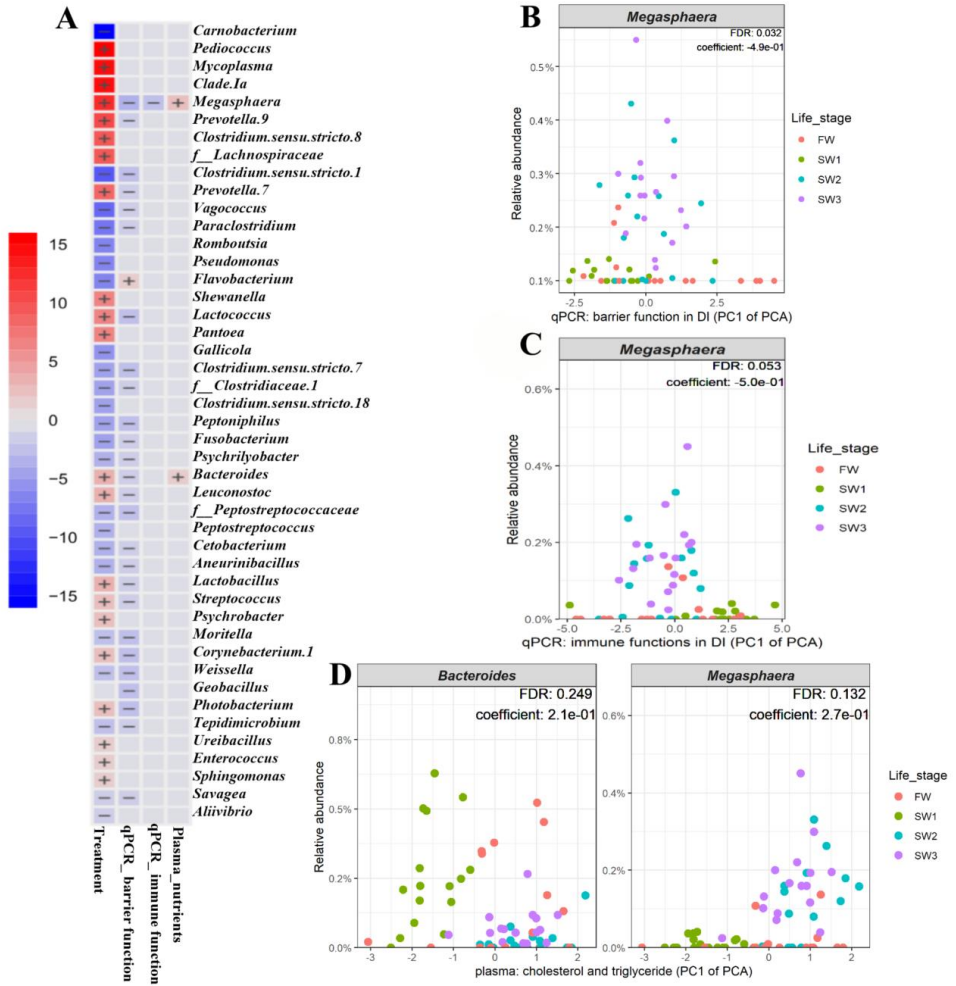 A
Carnobacterium
Pediococcus
Mycoplasma
Clade.Ia
Megasphaera
Prevotella.9
Clostridium.sensu.stricto.8
f__Lachnospiraceae
Clostridium.sensu.stricto.1
Prevotella.7
Vagococcus
Paraclostridium
Romboutsia
Pseudomonas
Flavobacterium
Shewanella
Lactococcus
Pantoea
Gallicola
Clostridium.sensu.stricto.7
f__Clostridiaceae.1
Clostridium.sensu.stricto.18
Peptoniphilus
Fusobacterium
Psychrilyobacter
Bacteroides
Leuconostoc
f__Peptostreptococcaceae
Peptostreptococcus
Cetobacterium
Aneurinibacillus
Lactobacillus
Streptococcus
Psychrobacter
Moritella
Corynebacterium.1
Weissella
Geobacillus
Photobacterium
Tepidimicrobium
Ureibacillus
Enterococcus
Sphingomonas
Savagea
Aliivibrio
15
10
5
0
−5
−10
−15
Treatment
qPCR_ barrier function
qPCR_ immune function
Plasma_nutrients
B
Megasphaera
FDR: 0.032
coefficient: -4.9e-01
Relative abundance
0.5%
0.4%
0.3%
0.2%
0.1%
-2.5 0.0 2.5
qPCR: barrier function in DI (PC1 of PCA)
Life_stage
FW
SW1
SW2
SW3
C
Megasphaera
FDR: 0.053
coefficient: -5.0e-01
Relative abundance
0.6%
0.4%
0.2%
0.0%
-5.0 -2.5 0.0 2.5 5.0
qPCR: immune functions in DI (PC1 of PCA)
Life_stage
FW
SW1
SW2
SW3
D
Bacteroides
FDR: 0.249
coefficient: 2.1e-01
Relative abundance
0.8%
0.5%
0.2%
0.0%
-3 -2 -1 0 1 2
Megasphaera
FDR: 0.132
coefficient: 2.7e-01
0.6%
0.4%
0.2%
0.0%
-3 -2 -1 0 1 2
plasma: cholesterol and triglyceride (PC1 of PCA)
Life_stage
FW
SW1
SW2
SW3